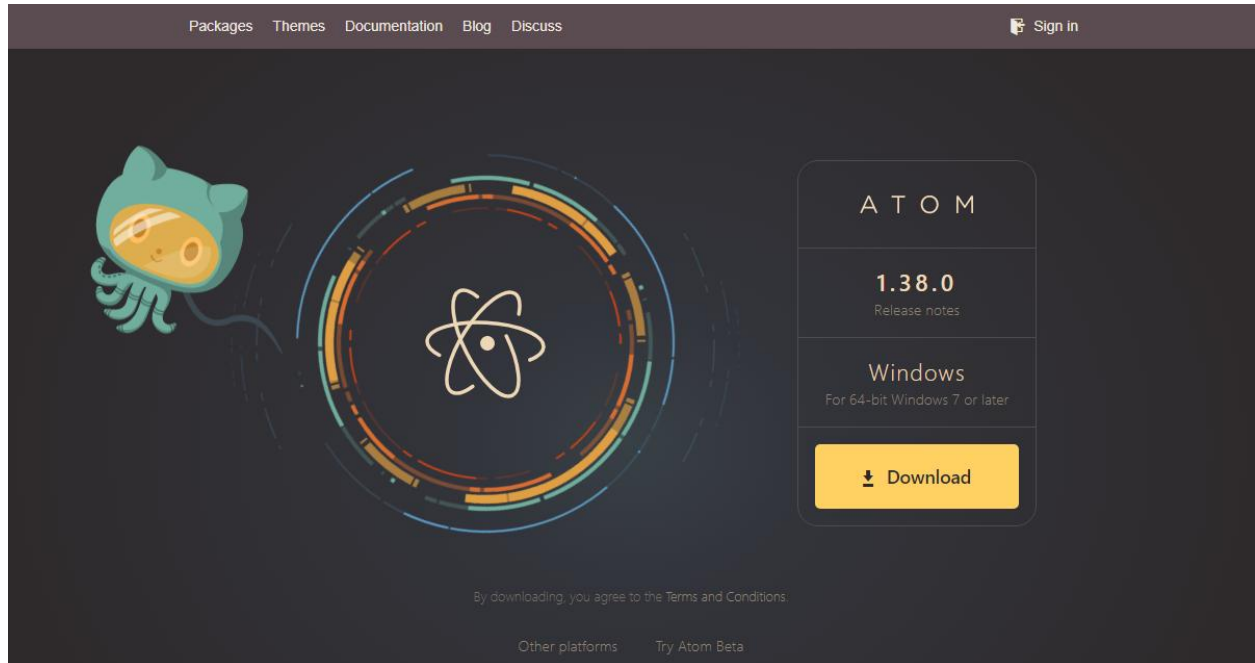 Packages Themes Documentation Blog Discuss Sign in
ATOM
1.38.0
Release notes
Windows
For 64-bit Windows 7 or later
Download
By downloading, you agree to the Terms and Conditions.
Other platforms Try Atom Beta